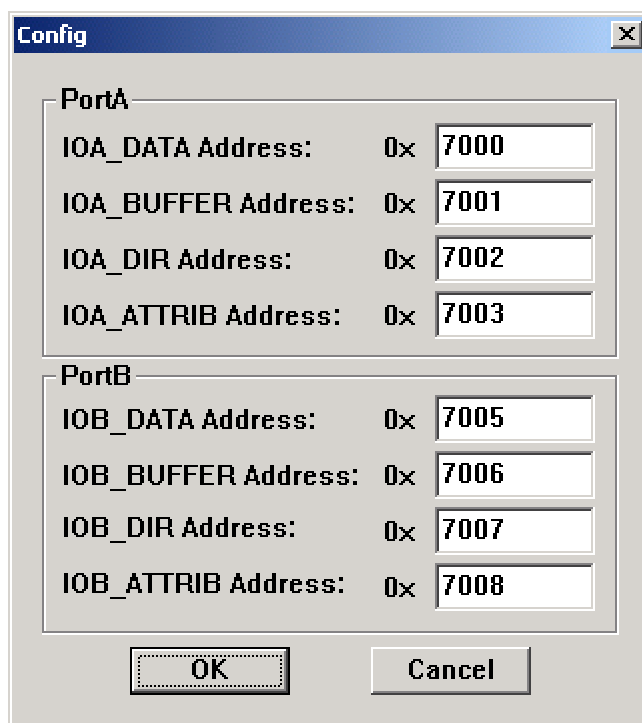 Config
PortA
IOA_DATA Address: 0x 7000
IOA_BUFFER Address: 0x 7001
IOA_DIR Address: 0x 7002
IOA_ATTRIB Address: 0x 7003
PortB
IOB_DATA Address: 0x 7005
IOB_BUFFER Address: 0x 7006
IOB_DIR Address: 0x 7007
IOB_ATTRIB Address: 0x 7008
OK Cancel